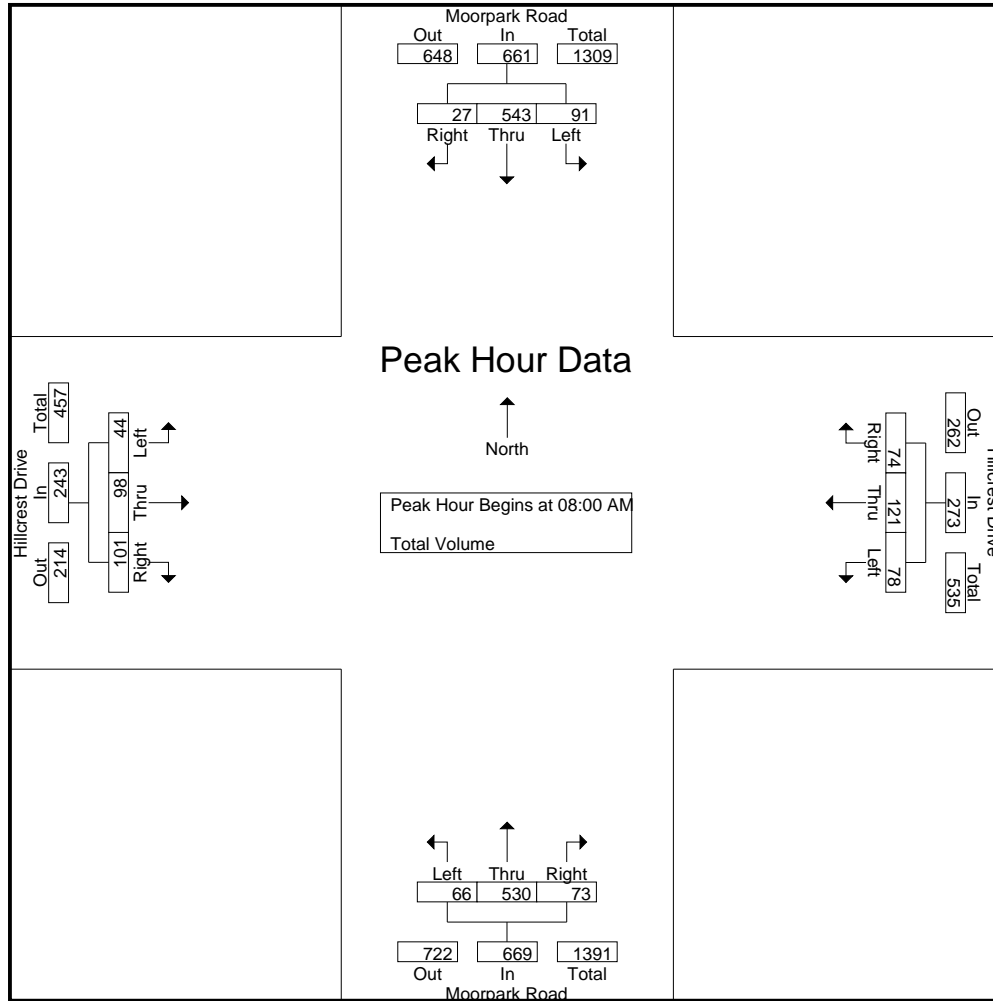 Moorpark Road
Out In Total
648 661 1309
27 543 91
Right Thru Left
Peak Hour Data
North
Peak Hour Begins at 08:00 AM
Total Volume
Hillcrest Drive
Total In Out
457 243 214
44 98 101
Left Thru Right
Right Thru Left
74 121 78
Out In Total
262 273 535
Hillcrest Drive
Left Thru Right
66 530 73
722 669 1391
Out In Total
Moorpark Road